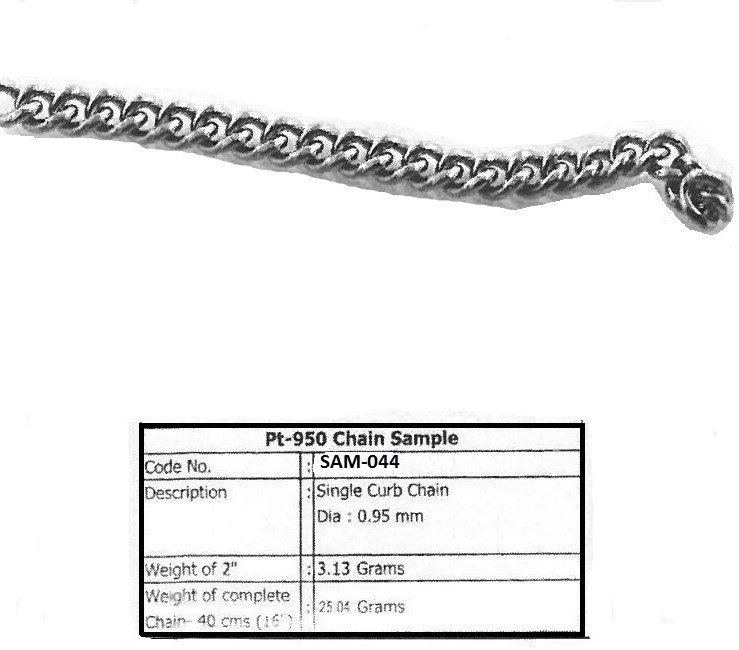 Pt-950 Chain Sample
Code No. : SAM-044
Description : Single Curb Chain
Dia : 0.95 mm
Weight of 2" : 3.13 Grams
Weight of complete
Chain- 40 cms (16") : 25.04 Grams